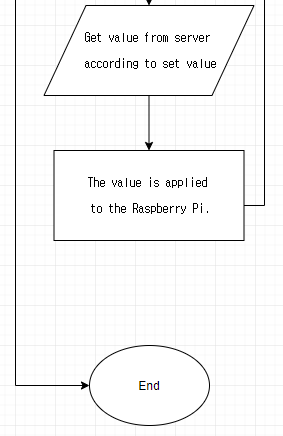 Get value from server
according to set value
The value is applied
to the Raspberry Pi.
End